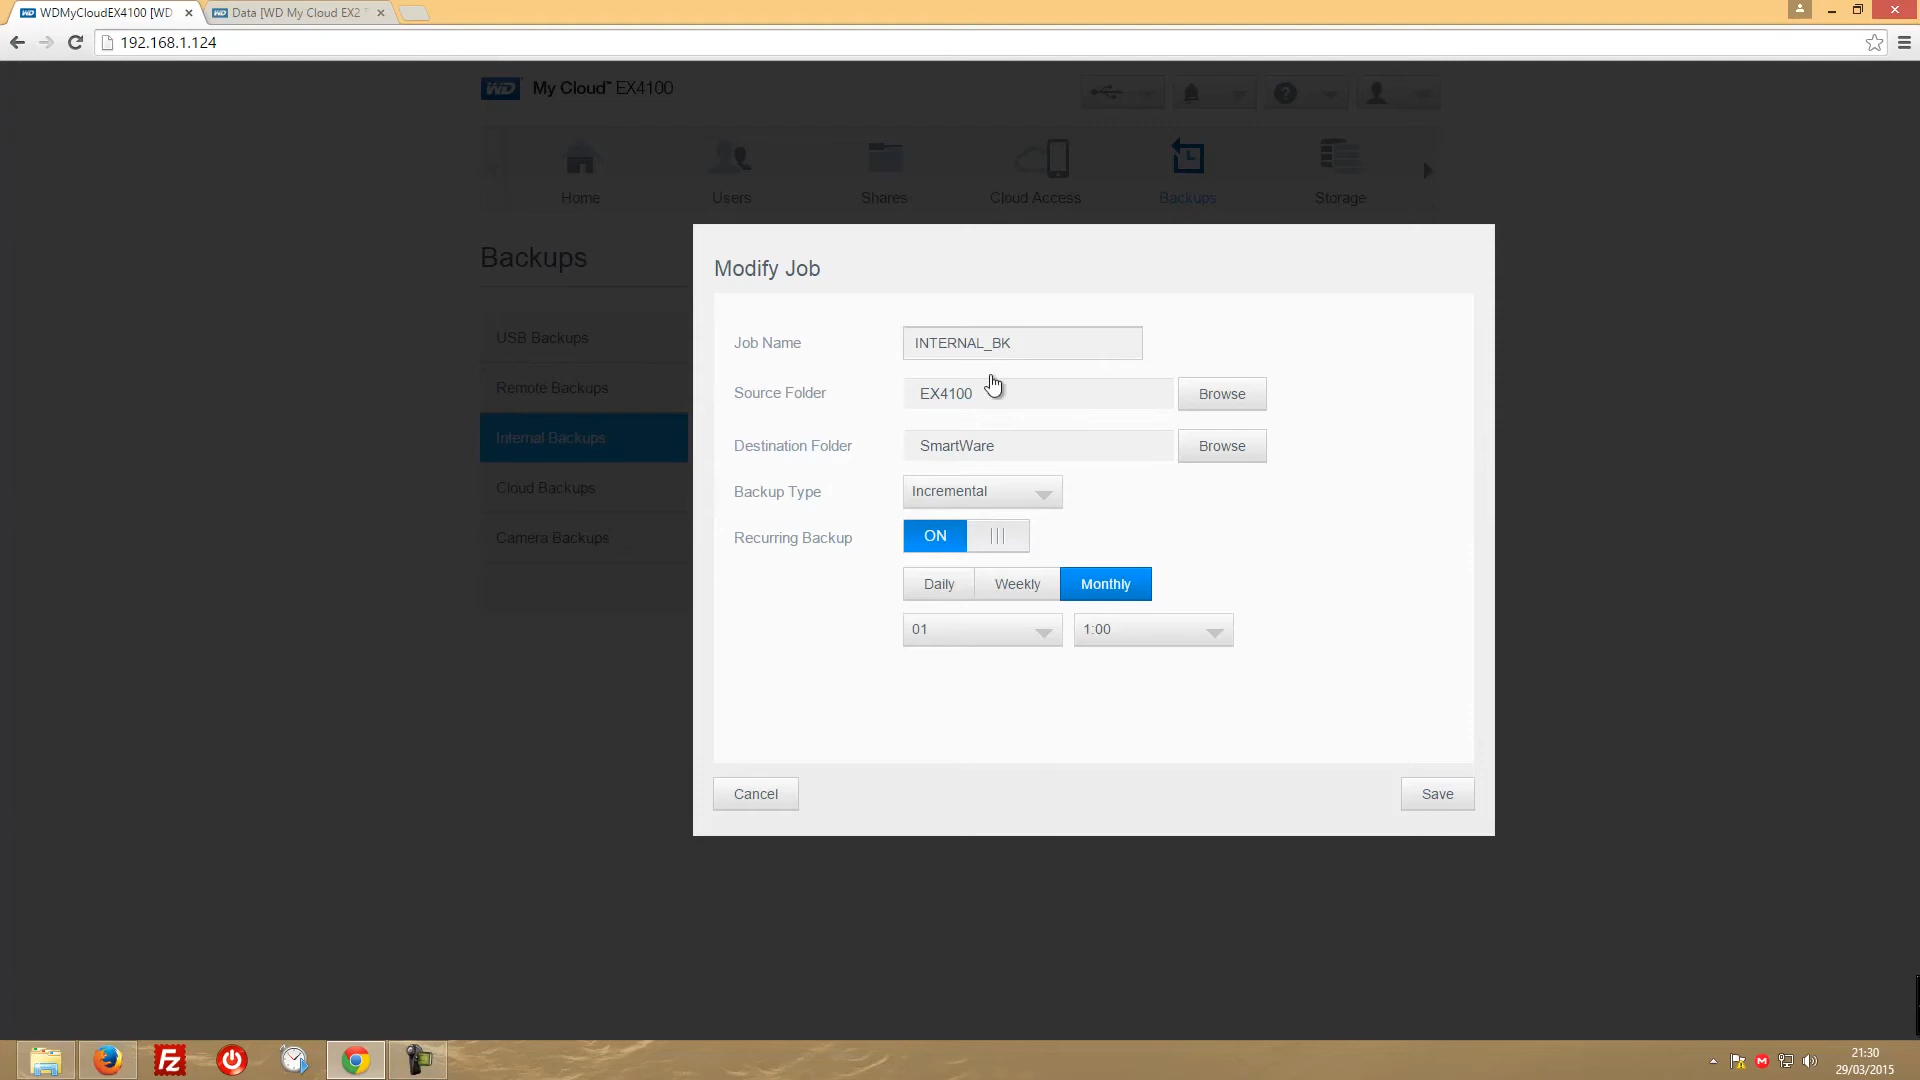 WDMyCloudEX4100 [WD
Data [WD My Cloud EX2
192.168.1.124
WD My Cloud™ EX4100
Home
Users
Shares
Cloud Access
Backups
Storage
Backups
USB Backups
Remote Backups
Internal Backups
Cloud Backups
Camera Backups
Modify Job
Job Name
INTERNAL_BK
Source Folder
EX4100
Browse
Destination Folder
SmartWare
Browse
Backup Type
Incremental
Recurring Backup
ON
Daily
Weekly
Monthly
01
1:00
Cancel
Save
21:30
29/03/2015